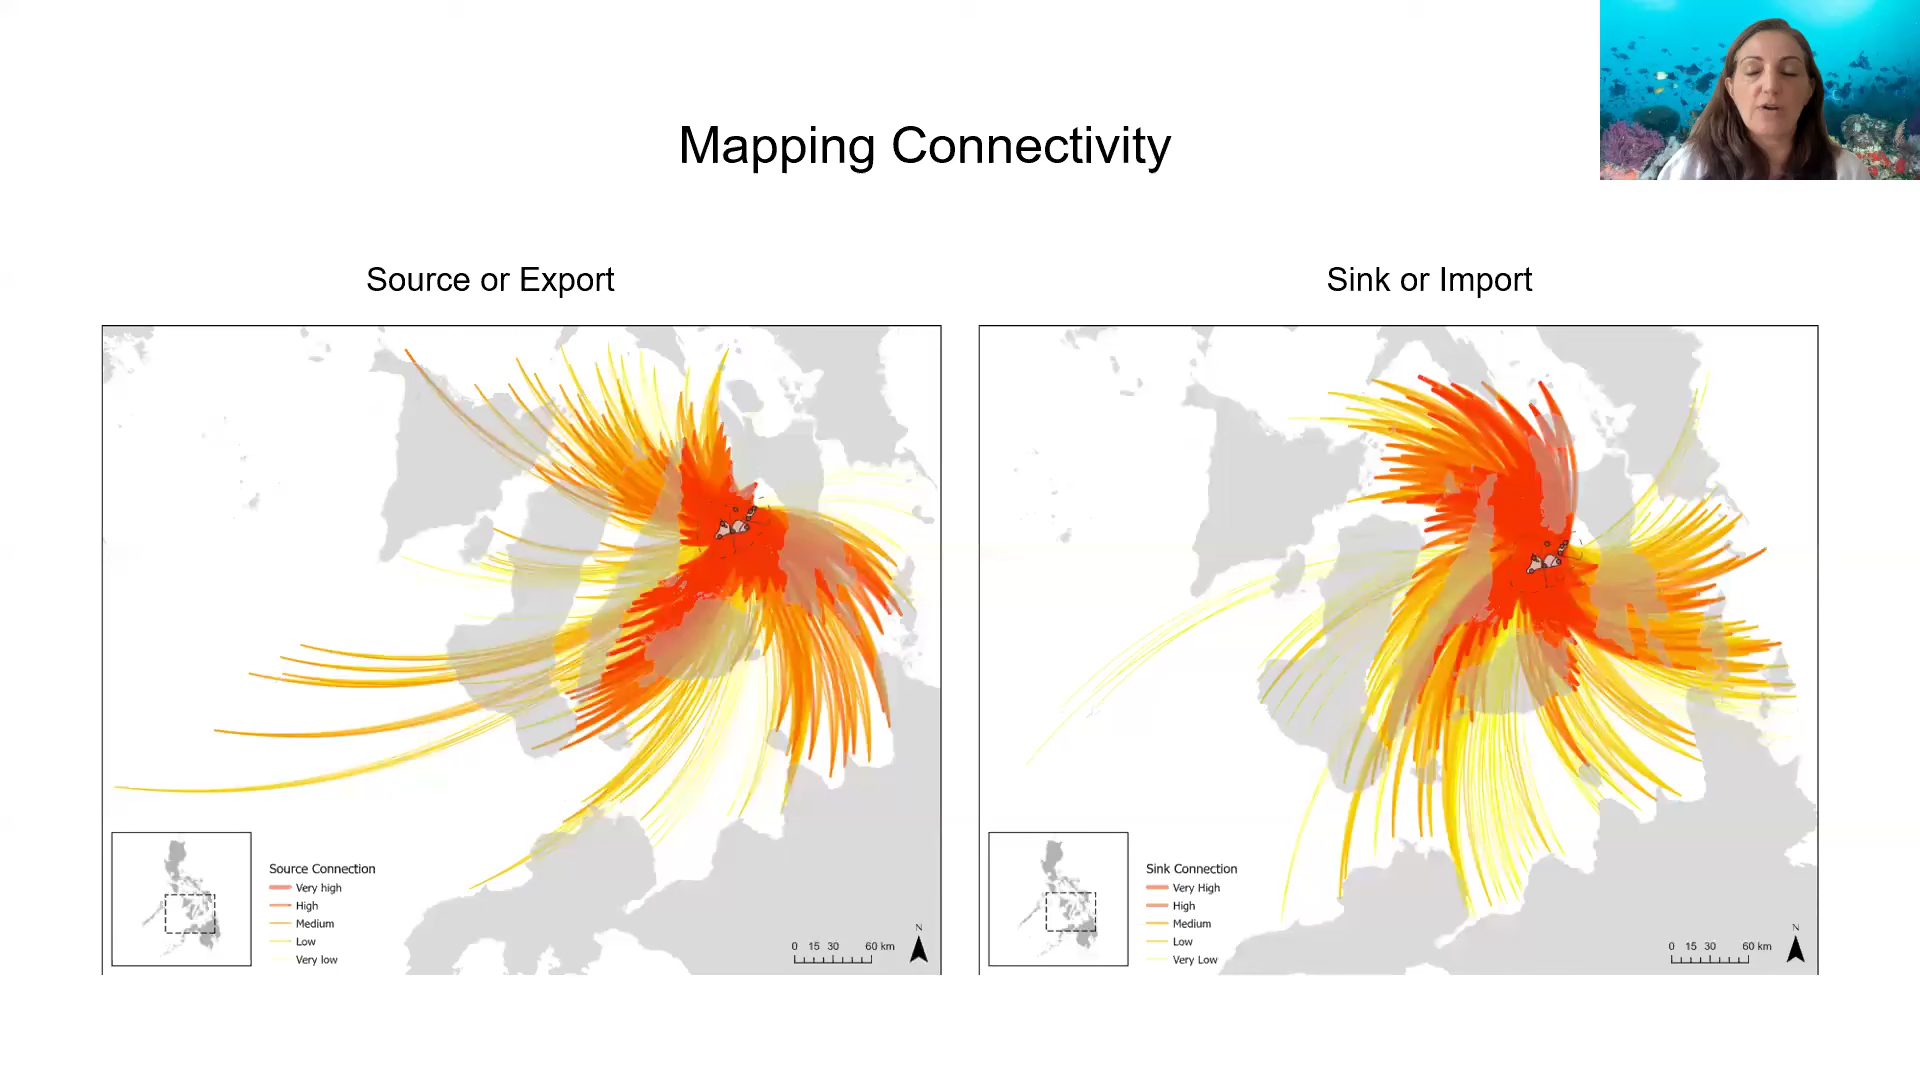 Mapping Connectivity
Source or Export
Sink or Import
Source Connection
Very high
High
Medium
Low
Very low
0 15 30 60 km
N
Sink Connection
Very High
High
Medium
Low
Very Low
0 15 30 60 km
N